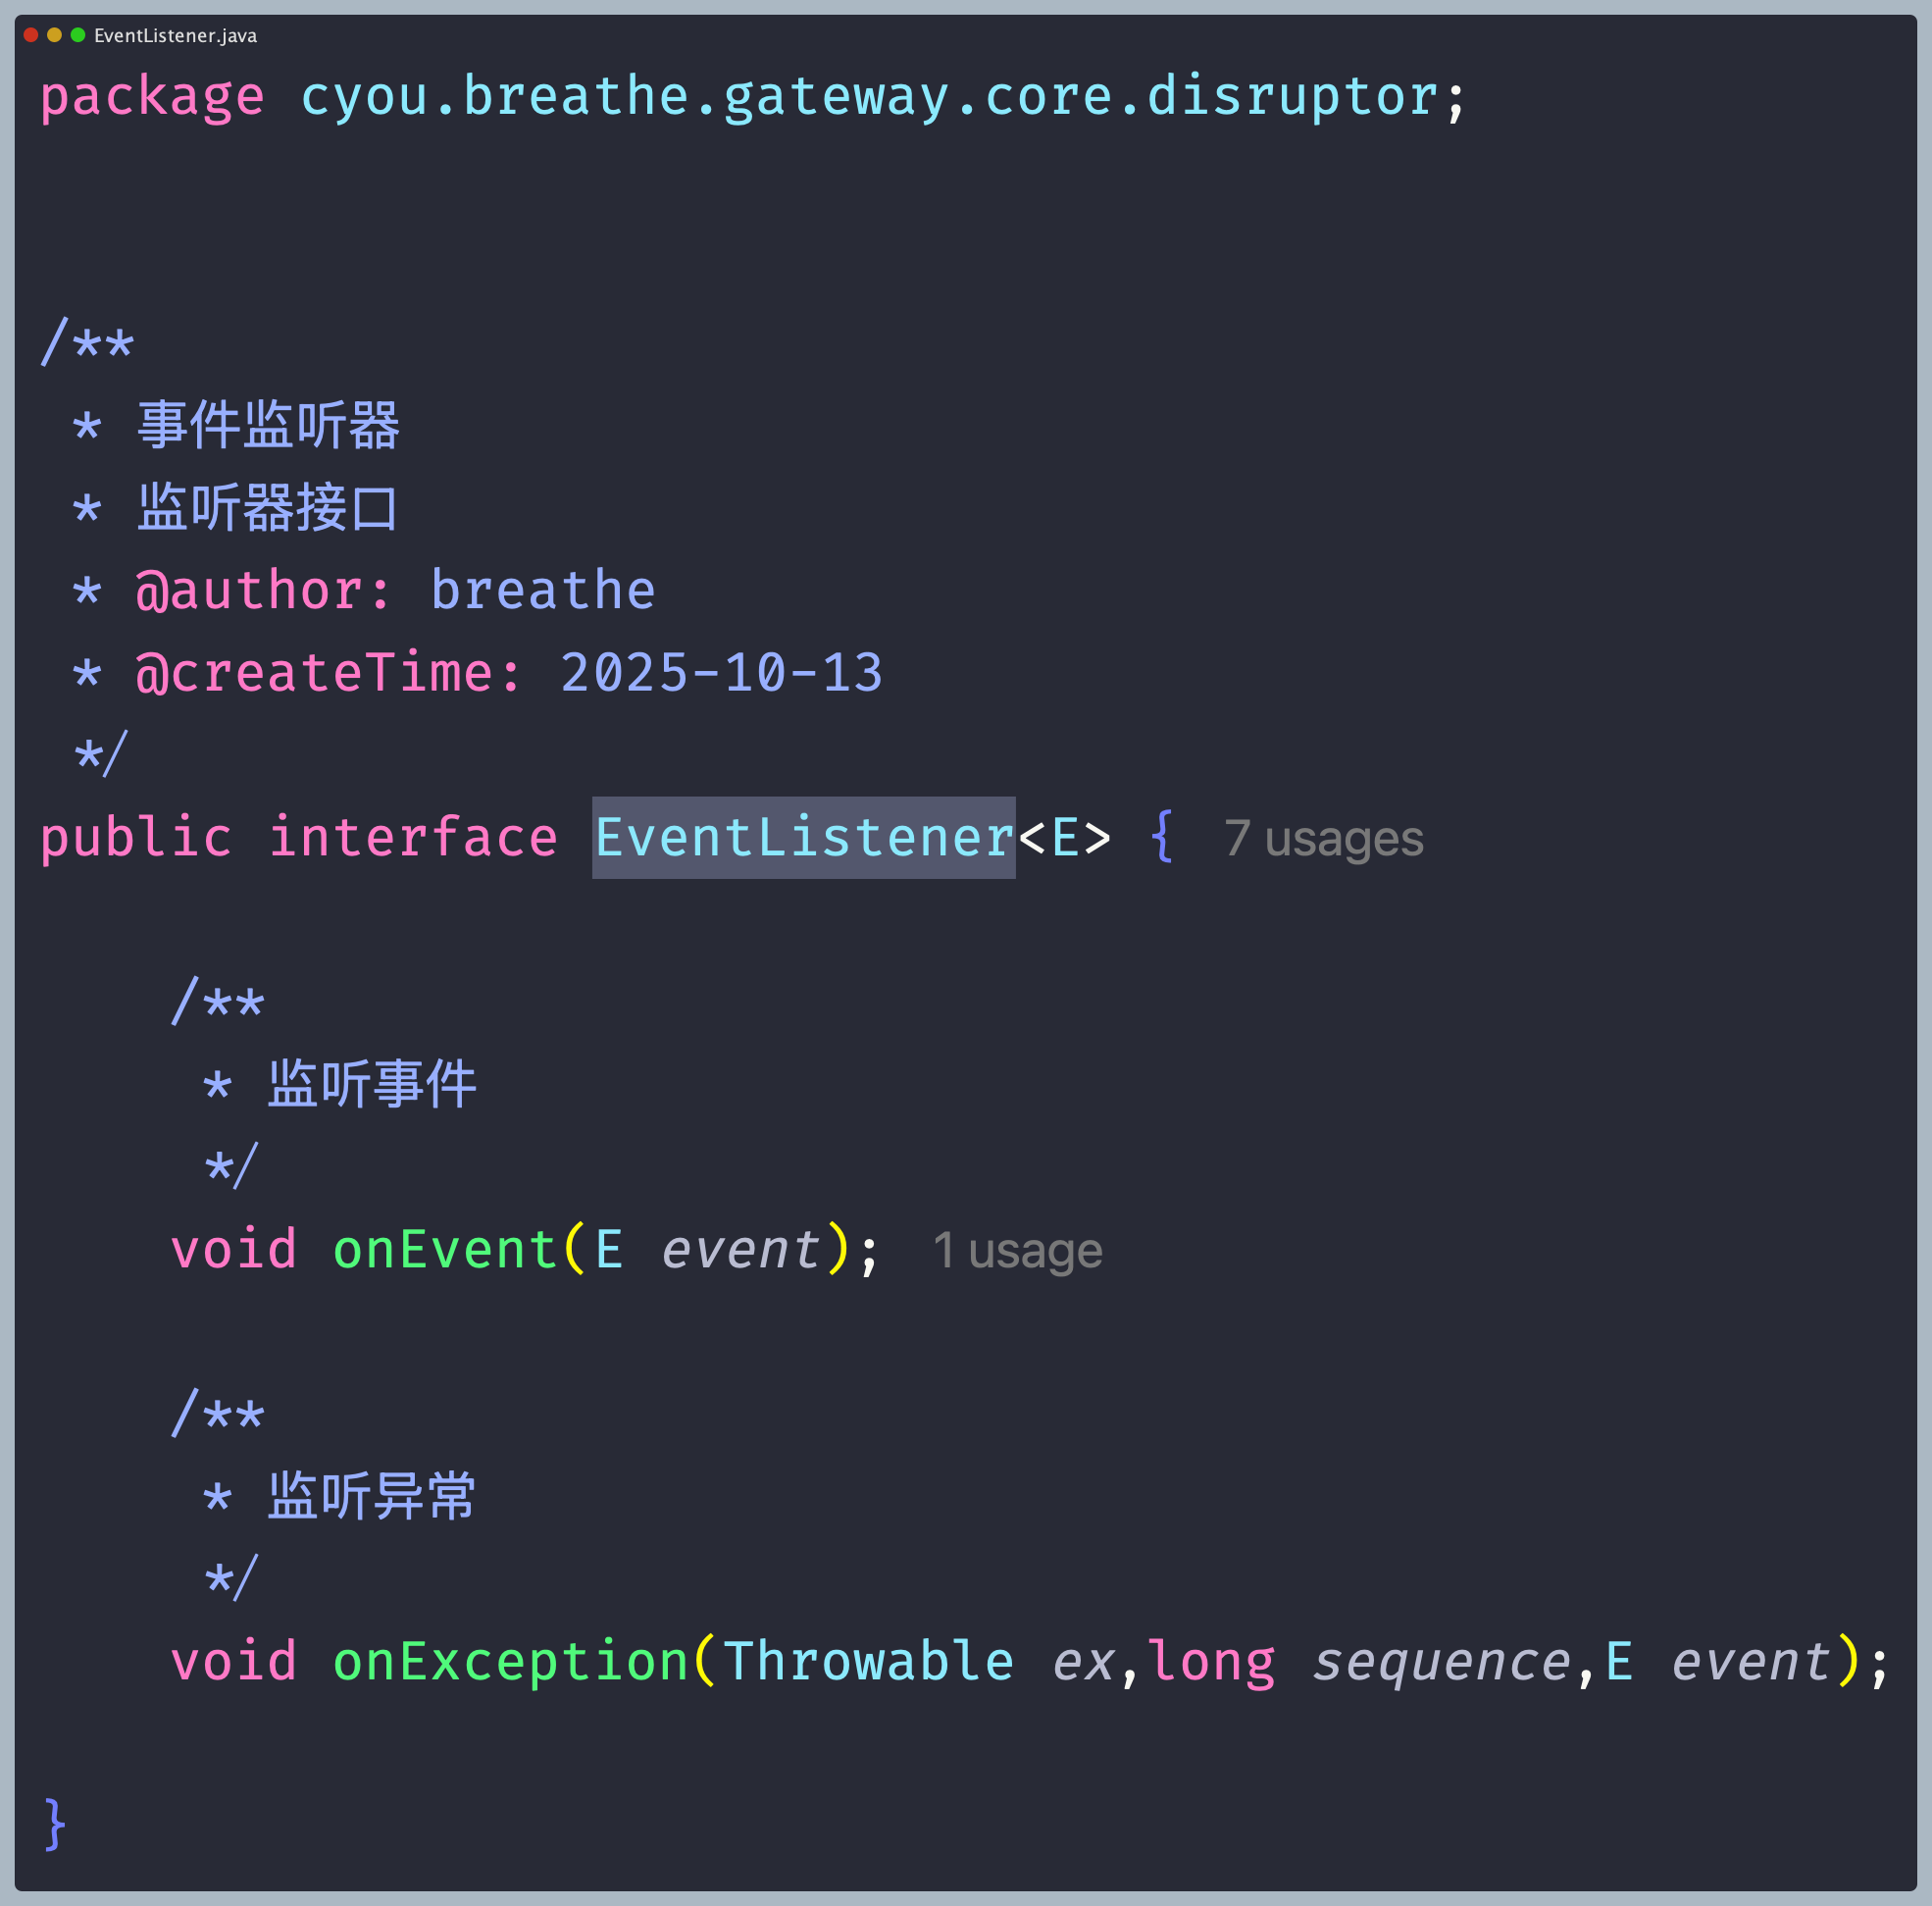 EventListener.java
package cyou.breathe.gateway.core.disruptor;
/**
 * 事件监听器
 * 监听器接口
 * @author: breathe
 * @createTime: 2025-10-13
 */
public interface EventListener<E> { 7 usages
    /**
     * 监听事件
     */
    void onEvent(E event); 1 usage
    /**
     * 监听异常
     */
    void onException(Throwable ex,long sequence,E event);
}